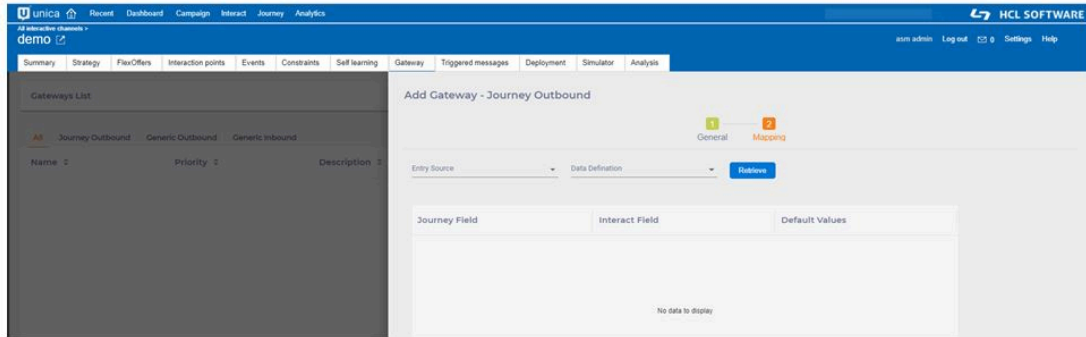 unica Recent Dashboard Campaign Interact Journey Analytics HCL SOFTWARE
All interactive channels >
demo asm admin Log out 0 Settings Help
Summary Strategy FlexOffers Interaction points Events Constraints Self learning Gateway Triggered messages Deployment Simulator Analysis
Gateways List
All Journey Outbound Generic Outbound Generic Inbound
Name Priority Description
Add Gateway - Journey Outbound
1 2
General Mapping
Entry Source Data Defination Retrieve
Journey Field Interact Field Default Values
No data to display